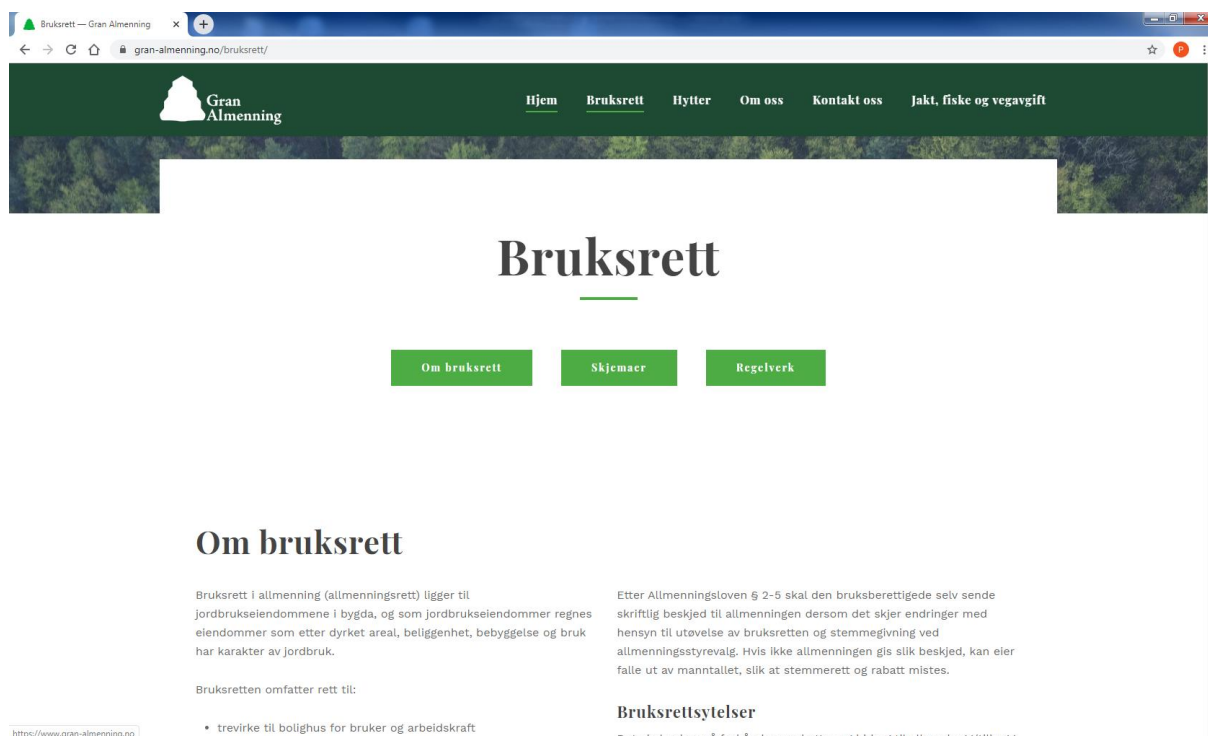 Bruksrett — Gran Almenning
gran-almenning.no/bruksrett/
P
Gran
Almenning
Hjem Bruksrett Hytter Om oss Kontakt oss Jakt, fiske og vegavgift
Bruksrett
Om bruksrett Skjemaer Regelverk
Om bruksrett
Bruksrett i allmenning (allmenningsrett) ligger til
jordbrukseiendommene i bygda, og som jordbrukseiendommer regnes
eiendommer som etter dyrket areal, beliggenhet, bebyggelse og bruk
har karakter av jordbruk.
Bruksretten omfatter rett til:
• trevirke til bolighus for bruker og arbeidskraft
Etter Allmenningsloven § 2-5 skal den bruksberettigede selv sende
skriftlig beskjed til allmenningen dersom det skjer endringer med
hensyn til utøvelse av bruksretten og stemmegivning ved
allmenningsstyrevalg. Hvis ikke allmenningen gis slik beskjed, kan eier
falle ut av manntallet, slik at stemmerett og rabatt mistes.
Bruksrettsytelser
https://www.gran-almenning.no